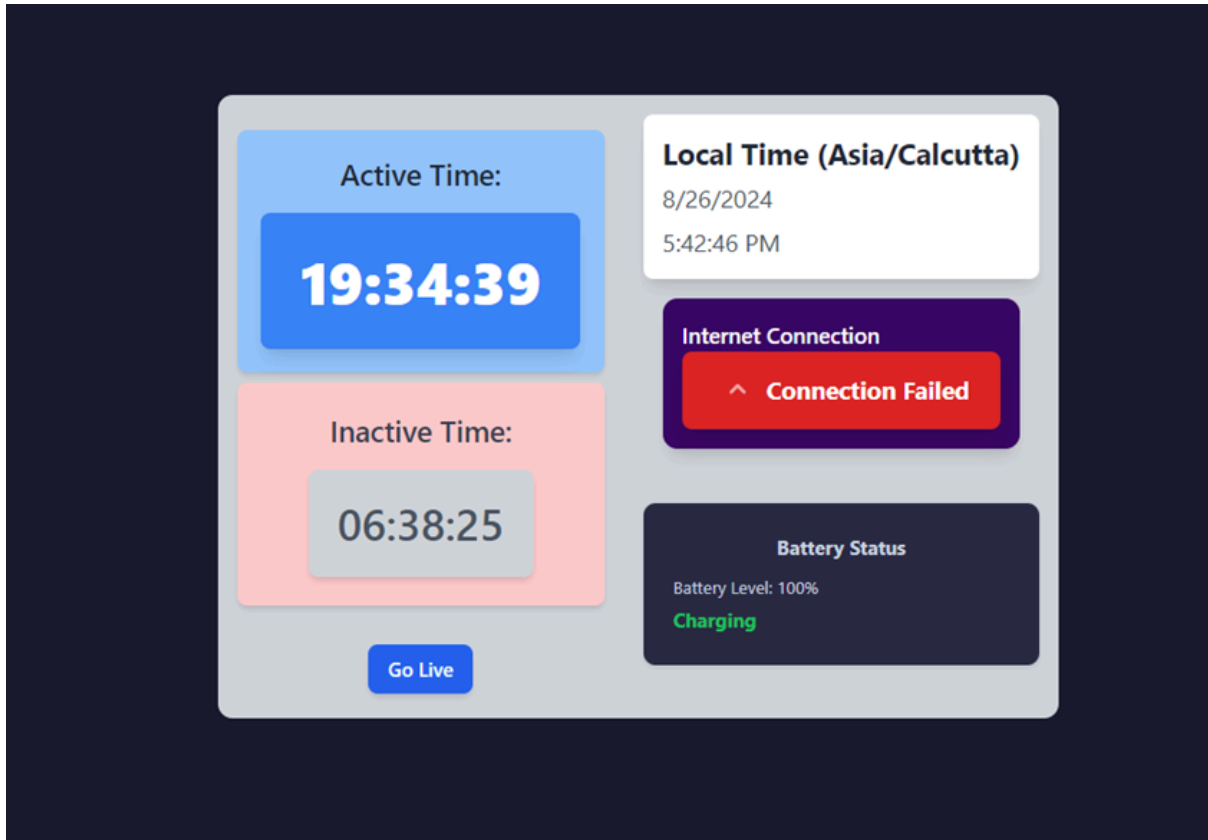 Active Time:
19:34:39
Inactive Time:
06:38:25
Go Live
Local Time (Asia/Calcutta)
8/26/2024
5:42:46 PM
Internet Connection
Connection Failed
Battery Status
Battery Level: 100%
Charging